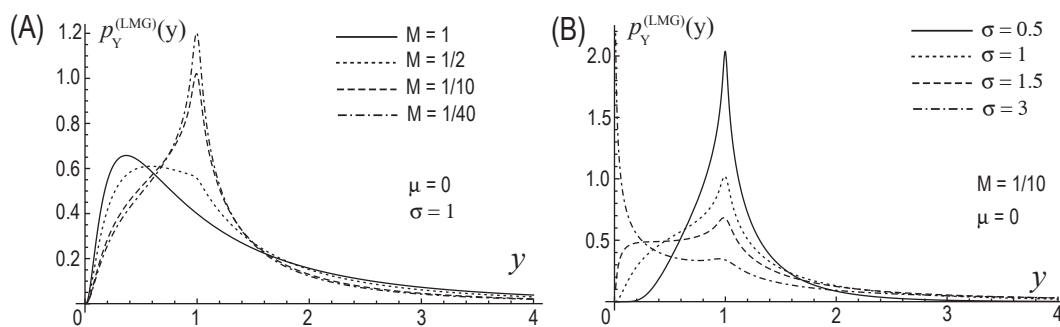 (A)
p_Y^(LMG)(y)
1.2
1.0
0.8
0.6
0.4
0.2
0
1
2
3
4
y
M = 1
M = 1/2
M = 1/10
M = 1/40
μ = 0
σ = 1
(B)
p_Y^(LMG)(y)
2.0
1.5
1.0
0.5
0
1
2
3
4
y
σ = 0.5
σ = 1
σ = 1.5
σ = 3
M = 1/10
μ = 0